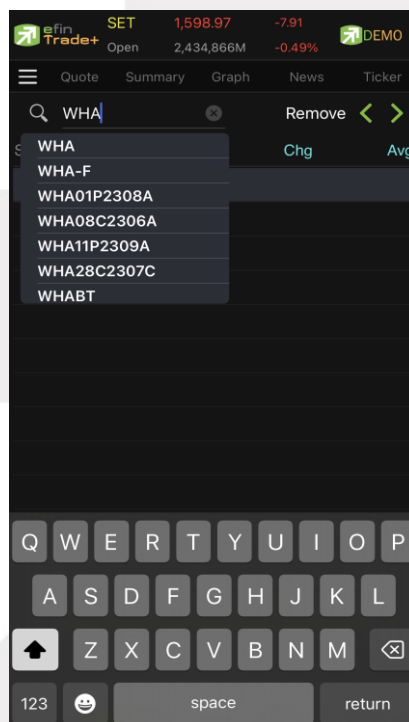 efin SET 1,598.97 -7.91
Trade+ Open 2,434,866M -0.49% DEMO
Quote Summary Graph News Ticker
WHA Remove
S Chg Avg
WHA
WHA-F
WHA01P2308A
WHA08C2306A
WHA11P2309A
WHA28C2307C
WHABT
Q W E R T Y U I O P
A S D F G H J K L
Z X C V B N M
123 space return